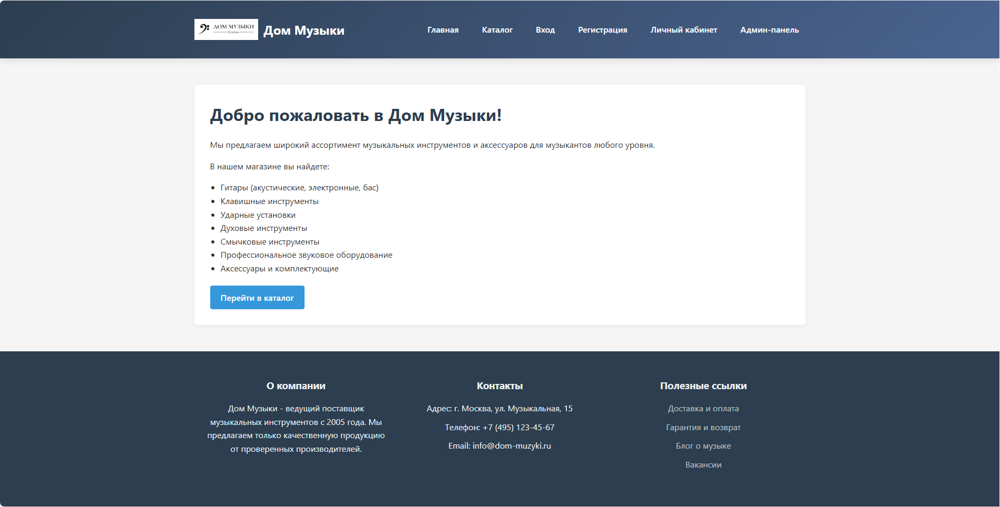 ДОМ МУЗЫКИ
Дом Музыки
Главная
Каталог
Вход
Регистрация
Личный кабинет
Админ-панель
Добро пожаловать в Дом Музыки!
Мы предлагаем широкий ассортимент музыкальных инструментов и аксессуаров для музыкантов любого уровня.
В нашем магазине вы найдете:
Гитары (акустические, электронные, бас)
Клавишные инструменты
Ударные установки
Духовые инструменты
Смычковые инструменты
Профессиональное звуковое оборудование
Аксессуары и комплектующие
Перейти в каталог
О компании
Дом Музыки - ведущий поставщик
музыкальных инструментов с 2005 года. Мы
предлагаем только качественную продукцию
от проверенных производителей.
Контакты
Адрес: г. Москва, ул. Музыкальная, 15
Телефон: +7 (495) 123-45-67
Email: info@dom-muzyki.ru
Полезные ссылки
Доставка и оплата
Гарантия и возврат
Блог о музыке
Вакансии